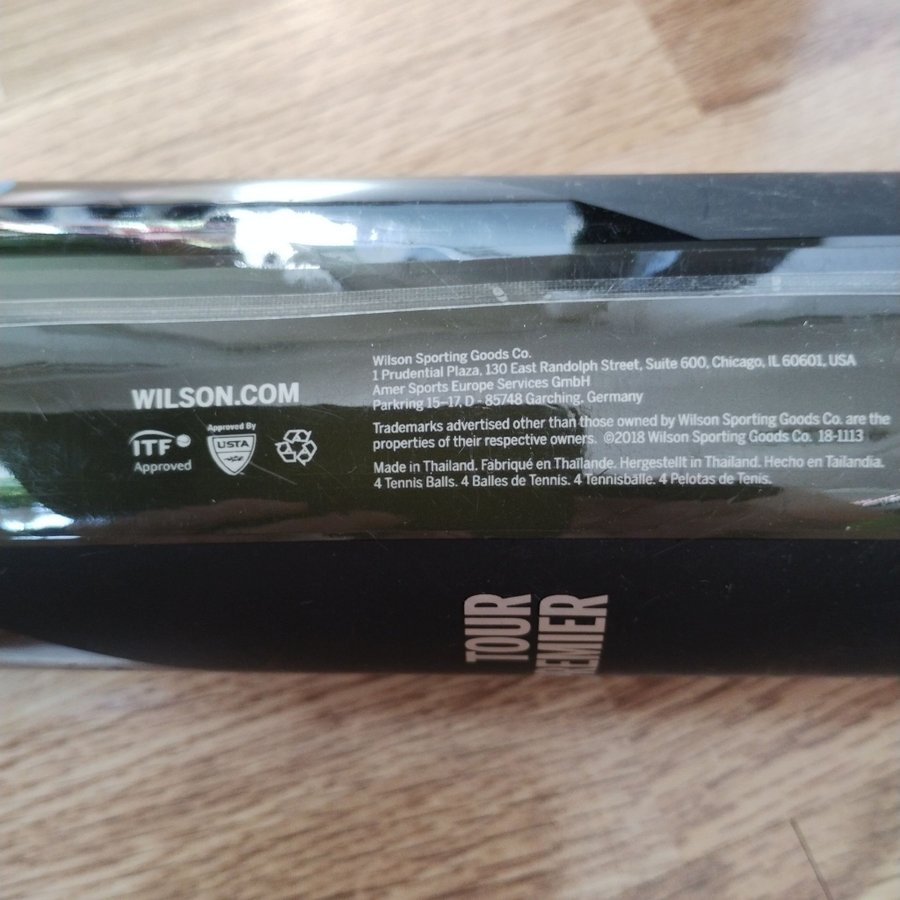 Wilson Sporting Goods Co.
1 Prudential Plaza, 130 East Randolph Street, Suite 600, Chicago, IL 60601, USA
Amer Sports Europe Services GmbH
Parkring 15-17, D - 85748 Garching, Germany
WILSON.COM
Trademarks advertised other than those owned by Wilson Sporting Goods Co. are the
properties of their respective owners. ©2018 Wilson Sporting Goods Co. 18-1113
ITF
Approved
Approved By
USTA
Made in Thailand. Fabriqué en Thaïlande. Hergestellt in Thailand. Hecho en Tailandia.
4 Tennis Balls. 4 Balles de Tennis. 4 Tennisballe. 4 Pelotas de Tenis.
TOUR
REMIER